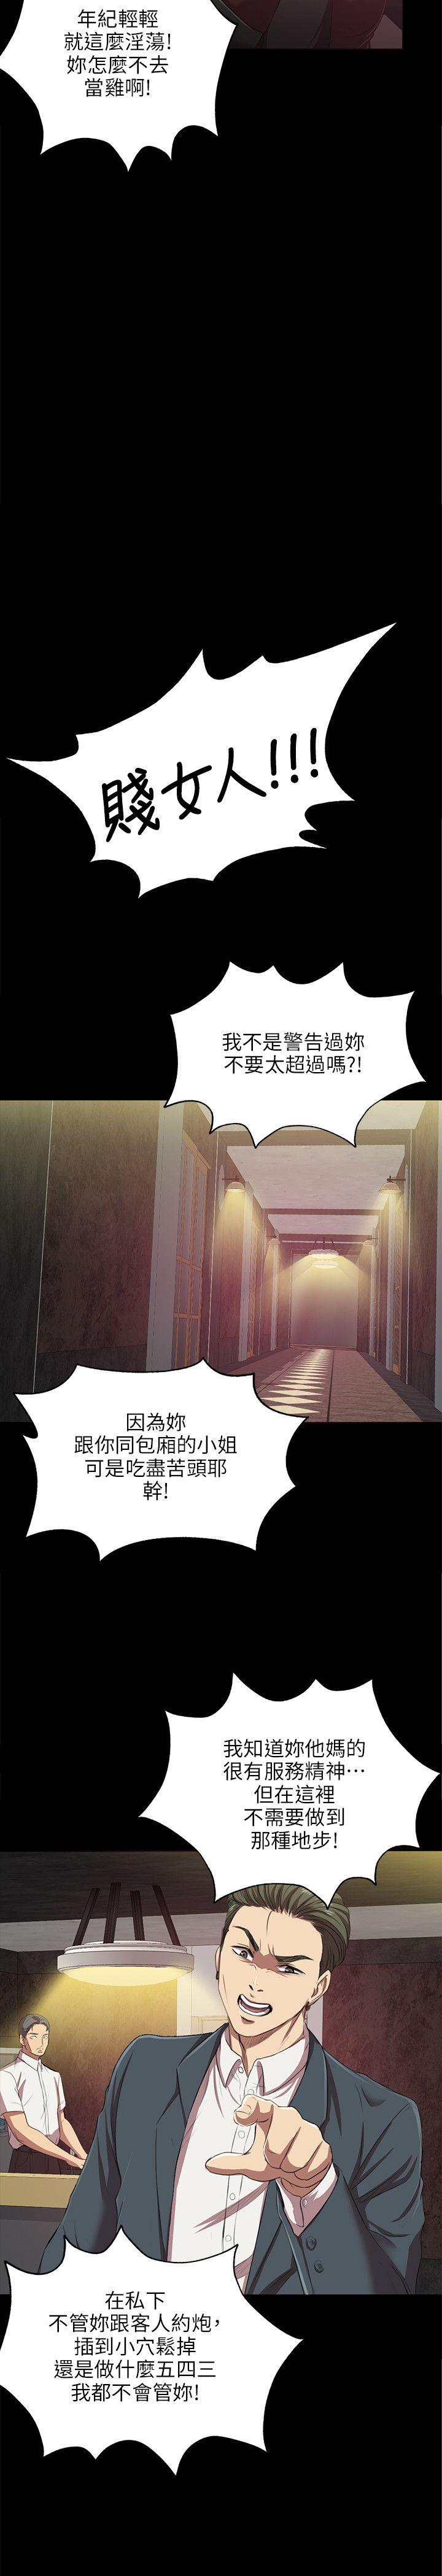 年紀輕輕
就這麼淫蕩!
妳怎麼不去
當雞啊!
賤女人!!!
我不是警告過妳
不要太超過嗎?!
因為妳
跟你同包廂的小姐
可是吃盡苦頭耶
幹!
我知道妳他媽的
很有服務精神⋯
但在這裡
不需要做到
那種地步!
在私下
不管妳跟客人約炮,
插到小穴鬆掉
還是做什麼五四三
我都不會管妳!